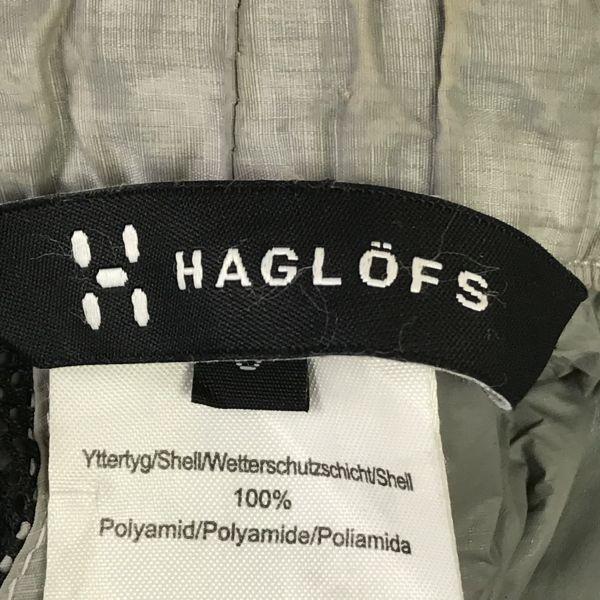 HAGLÖFS
Yttertyg/Shell/Wetterschutzschicht/Shell
100%
Polyamid/Polyamide/Poliamida